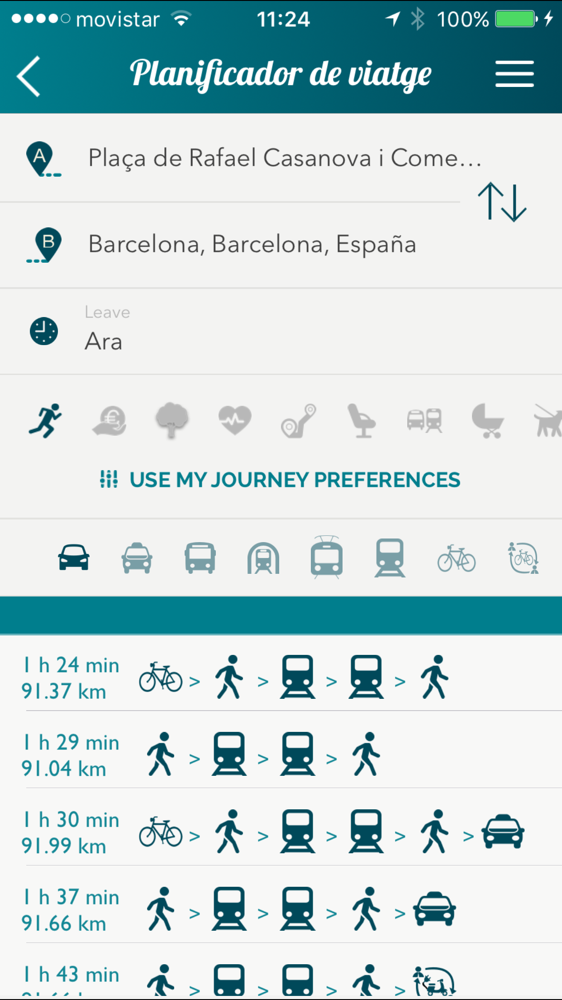 movistar 11:24 100%
Planificador de viatge
A
Plaça de Rafael Casanova i Come...
B
Barcelona, Barcelona, España
Leave
Ara
€
USE MY JOURNEY PREFERENCES
1 h 24 min
91.37 km
> > > >
1 h 29 min
91.04 km
> > >
1 h 30 min
91.99 km
> > > > >
1 h 37 min
91.66 km
> > > >
1 h 43 min
> > > >